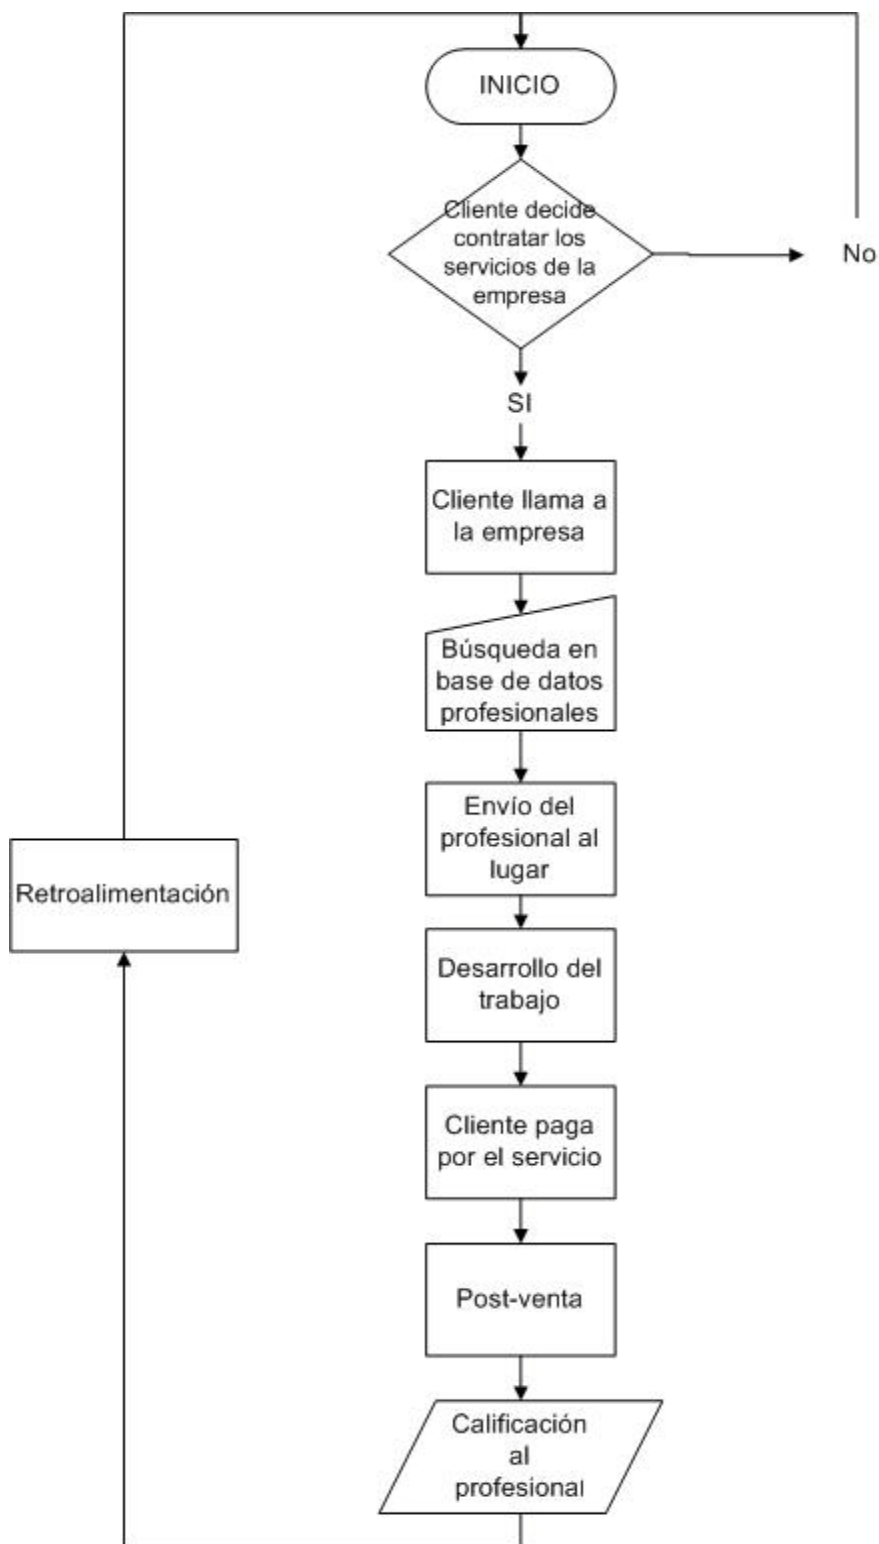 INICIO
Cliente decide
contratar los
servicios de la
empresa
No
SI
Cliente llama a
la empresa
Búsqueda en
base de datos
profesionales
Envío del
profesional al
lugar
Retroalimentación
Desarrollo del
trabajo
Cliente paga
por el servicio
Post-venta
Calificación
al
profesional